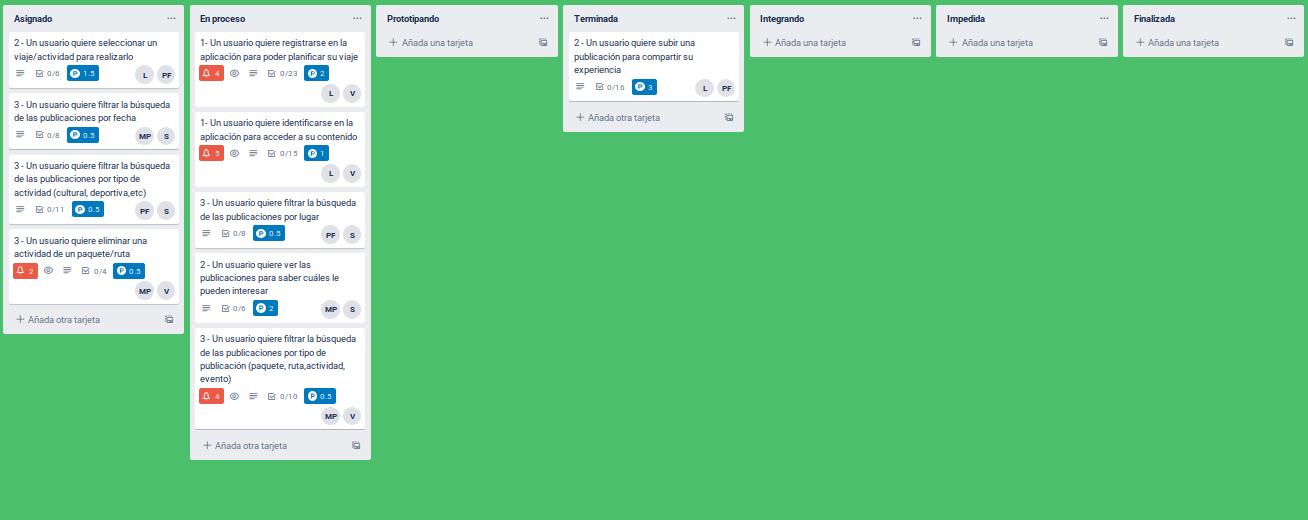 Asignado
2 - Un usuario quiere seleccionar un
viaje/actividad para realizarlo
0/6 P 1.5 L PF
3 - Un usuario quiere filtrar la búsqueda
de las publicaciones por fecha
0/8 P 0.5 MP S
3 - Un usuario quiere filtrar la búsqueda
de las publicaciones por tipo de
actividad (cultural, deportiva,etc)
0/11 P 0.5 PF S
3 - Un usuario quiere eliminar una
actividad de un paquete/ruta
2 0/4 P 0.5
MP V
Añada otra tarjeta
En proceso
1- Un usuario quiere registrarse en la
aplicación para poder planificar su viaje
4 0/23 P 2
L V
1- Un usuario quiere identificarse en la
aplicación para acceder a su contenido
5 0/15 P 1
L V
3 - Un usuario quiere filtrar la búsqueda
de las publicaciones por lugar
0/8 P 0.5 PF S
2 - Un usuario quiere ver las
publicaciones para saber cuáles le
pueden interesar
0/6 P 2 MP S
3 - Un usuario quiere filtrar la búsqueda
de las publicaciones por tipo de
publicación (paquete, ruta,actividad,
evento)
4 0/10 P 0.5
MP V
Añada otra tarjeta
Prototipando
Añada una tarjeta
Terminada
2 - Un usuario quiere subir una
publicación para compartir su
experiencia
0/16 P 3 L PF
Añada otra tarjeta
Integrando
Añada una tarjeta
Impedida
Añada una tarjeta
Finalizada
Añada una tarjeta